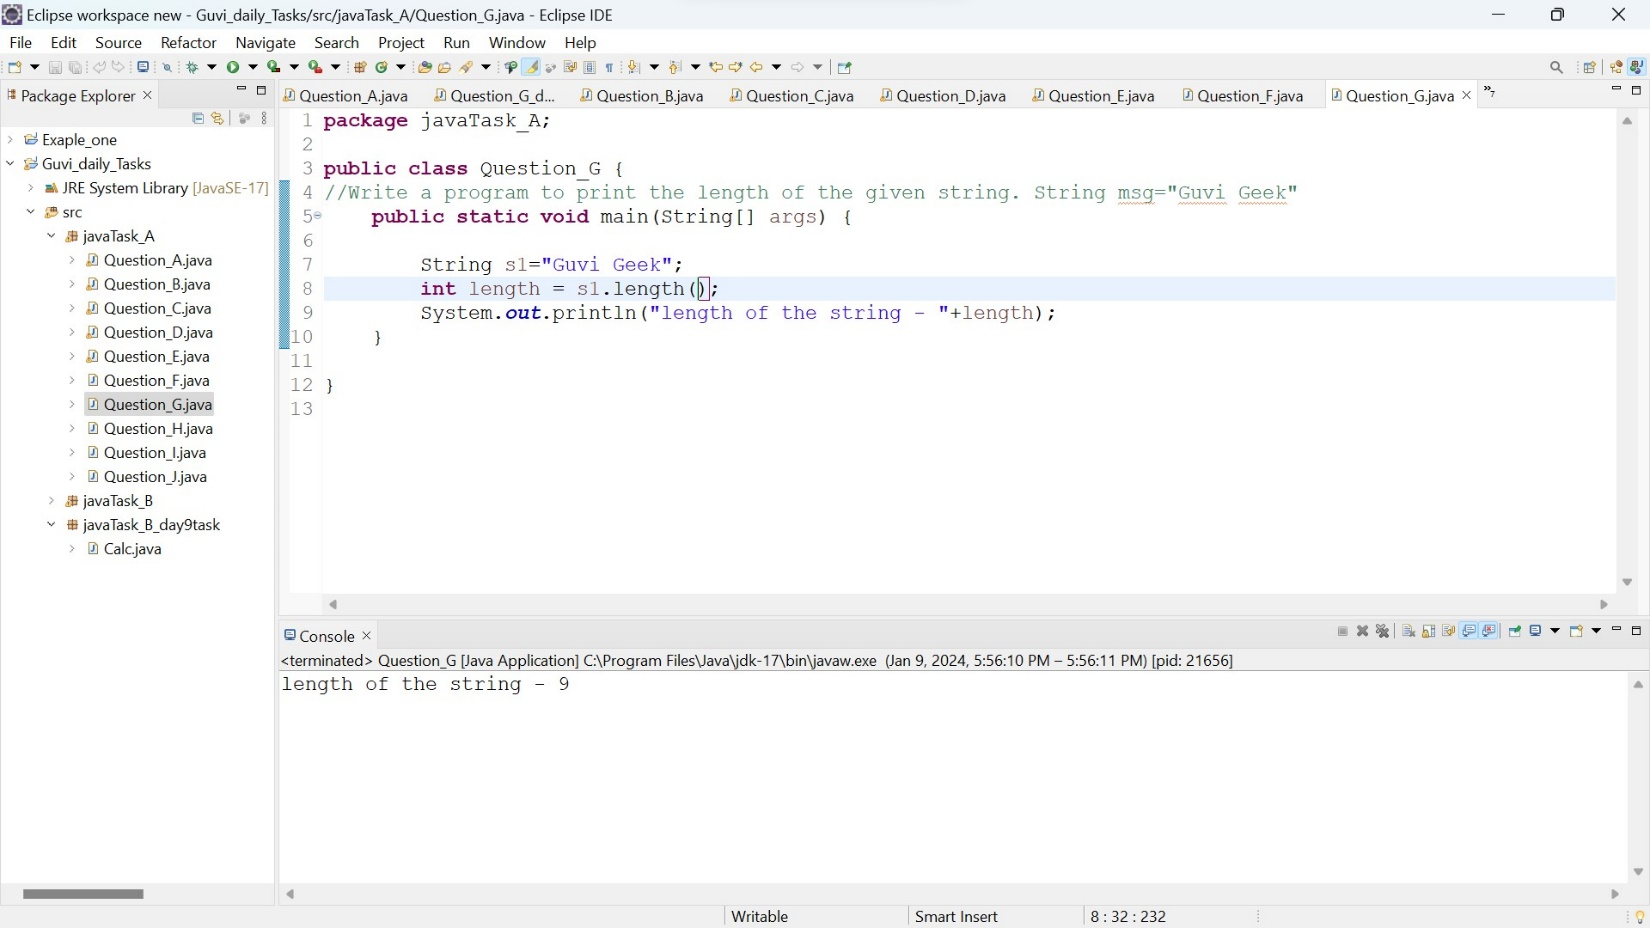 Eclipse workspace new - Guvi_daily_Tasks/src/javaTask_A/Question_G.java - Eclipse IDE
File Edit Source Refactor Navigate Search Project Run Window Help
Package Explorer
Exaple_one
Guvi_daily_Tasks
JRE System Library [JavaSE-17]
src
javaTask_A
Question_A.java
Question_B.java
Question_C.java
Question_D.java
Question_E.java
Question_F.java
Question_G.java
Question_H.java
Question_I.java
Question_J.java
javaTask_B
javaTask_B_day9task
Calc.java
Question_A.java Question_G_d... Question_B.java Question_C.java Question_D.java Question_E.java Question_F.java Question_G.java »7
1 package javaTask_A;
2
3 public class Question_G {
4 //Write a program to print the length of the given string. String msg="Guvi Geek"
5 public static void main(String[] args) {
6
7 String s1="Guvi Geek";
8 int length = s1.length();
9 System.out.println("length of the string - "+length);
10 }
11
12 }
13
Console
<terminated> Question_G [Java Application] C:\Program Files\Java\jdk-17\bin\javaw.exe (Jan 9, 2024, 5:56:10 PM – 5:56:11 PM) [pid: 21656]
length of the string - 9
Writable Smart Insert 8 : 32 : 232